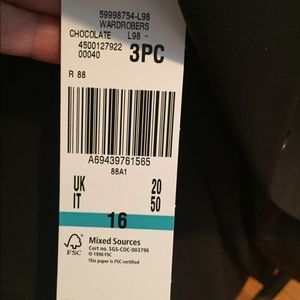 59998754-L98
WARDROBERS
CHOCOLATE L98 -
4500127922 3PC
00040
R 88
A69439761565
88A1
UK 20
IT 50
16
FSC
Mixed Sources
Cert no. SGS-COC-003796
© 1996 FSC
This paper is FSC certified